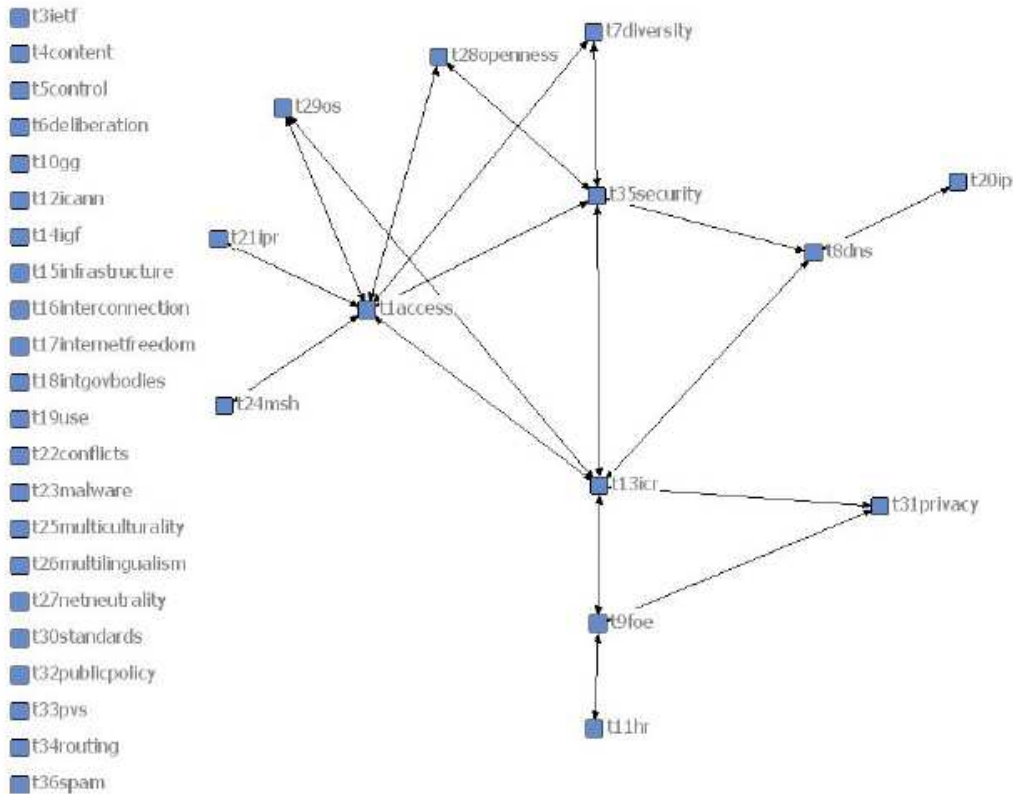 t3ietf
t4content
t5control
t6deliberation
t10gg
t12icann
t14igf
t15infrastructure
t16interconnection
t17internetfreedom
t18intgovbodies
t19use
t22conflicts
t23malware
t25multiculturality
t26multilingualism
t27netneutrality
t30standards
t32publicpolicy
t33pvs
t34routing
t36spam
t7diversity
t28openness
t29os
t20ip
t35security
t21ipr
t8dns
t1access
t24msh
t13icr
t31privacy
t9foe
t11hr